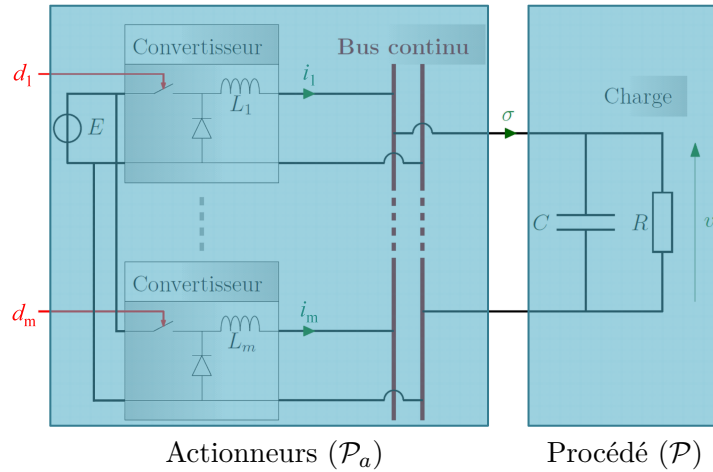 Convertisseur
Bus continu
d₁
i₁
L₁
E
Charge
σ
C
R
v
Convertisseur
dₘ
iₘ
Lₘ
Actionneurs (𝒫ₐ)
Procédé (𝒫)